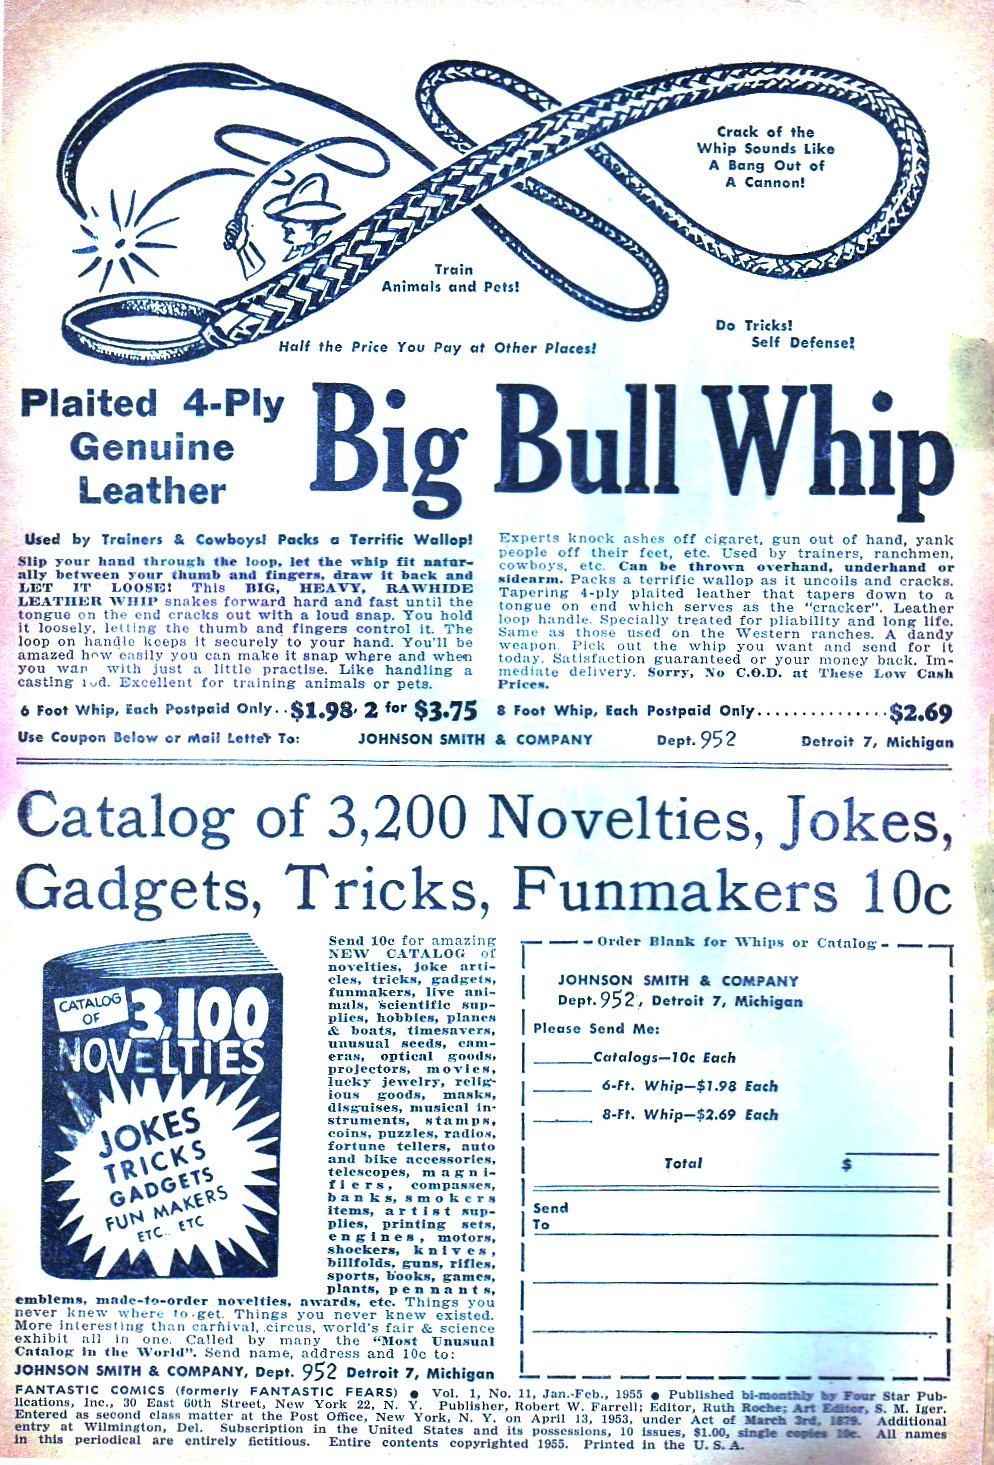 Crack of the
Whip Sounds Like
A Bang Out of
A Cannon!
Train
Animals and Pets!
Do Tricks!
Self Defense!
Half the Price You Pay at Other Places!
Plaited 4-Ply
Genuine
Leather
Big Bull Whip
Used by Trainers & Cowboys! Packs a Terrific Wallop!
Slip your hand through the loop, let the whip fit natur-
ally between your thumb and fingers, draw it back and
LET IT LOOSE! This BIG, HEAVY, RAWHIDE
LEATHER WHIP snakes forward hard and fast until the
tongue on the end cracks out with a loud snap. You hold
it loosely, letting the thumb and fingers control it. The
loop on handle keeps it securely to your hand. You'll be
amazed how easily you can make it snap where and when
you wan with just a little practise. Like handling a
casting rod. Excellent for training animals or pets.
Experts knock ashes off cigaret, gun out of hand, yank
people off their feet, etc. Used by trainers, ranchmen,
cowboys, etc. Can be thrown overhand, underhand or
sidearm. Packs a terrific wallop as it uncoils and cracks.
Tapering 4-ply plaited leather that tapers down to a
tongue on end which serves as the "cracker". Leather
loop handle. Specially treated for pliability and long life.
Same as those used on the Western ranches. A dandy
weapon. Pick out the whip you want and send for it
today. Satisfaction guaranteed or your money back. Im-
mediate delivery. Sorry, No C.O.D. at These Low Cash
Prices.
6 Foot Whip, Each Postpaid Only..$1.98, 2 for $3.75
8 Foot Whip, Each Postpaid Only...............$2.69
Use Coupon Below or Mail Letter To: JOHNSON SMITH & COMPANY Dept. 952 Detroit 7, Michigan
Catalog of 3,200 Novelties, Jokes,
Gadgets, Tricks, Funmakers 10c
CATALOG
OF
3,100
NOVELTIES
JOKES
TRICKS
GADGETS
FUN MAKERS
ETC.. ETC
Send 10c for amazing
NEW CATALOG of
novelties, joke arti-
cles, tricks, gadgets,
funmakers, live ani-
mals, scientific sup-
plies, hobbies, planes
& boats, timesavers,
unusual seeds, cam-
eras, optical goods,
projectors, movies,
lucky jewelry, relig-
ious goods, masks,
disguises, musical in-
struments, stamps,
coins, puzzles, radios,
fortune tellers, auto
and bike accessories,
telescopes, magni-
fiers, compasses,
banks, smokers
items, artist sup-
plies, printing sets,
engines, motors,
shockers, knives,
billfolds, guns, rifles,
sports, books, games,
plants, pennants,
emblems, made-to-order novelties, awards, etc. Things you
never knew where to get. Things you never knew existed.
More interesting than carnival, circus, world's fair & science
exhibit all in one. Called by many the "Most Unusual
Catalog in the World". Send name, address and 10c to:
JOHNSON SMITH & COMPANY, Dept. 952 Detroit 7, Michigan
Order Blank for Whips or Catalog
JOHNSON SMITH & COMPANY
Dept. 952, Detroit 7, Michigan
Please Send Me:
Catalogs—10c Each
6-Ft. Whip—$1.98 Each
8-Ft. Whip—$2.69 Each
Total $
Send
To
FANTASTIC COMICS (formerly FANTASTIC FEARS) ● Vol. 1, No. 11, Jan.-Feb., 1955 ● Published bi-monthly by Four Star Pub-
lications, Inc., 30 East 60th Street, New York 22, N. Y. Publisher, Robert W. Farrell; Editor, Ruth Roche; Art Editor, S. M. Iger.
Entered as second class matter at the Post Office, New York, N. Y. on April 13, 1953, under Act of March 3rd, 1879. Additional
entry at Wilmington, Del. Subscription in the United States and its possessions, 10 issues, $1.00, single copies 10c. All names
in this periodical are entirely fictitious. Entire contents copyrighted 1955. Printed in the U. S. A.